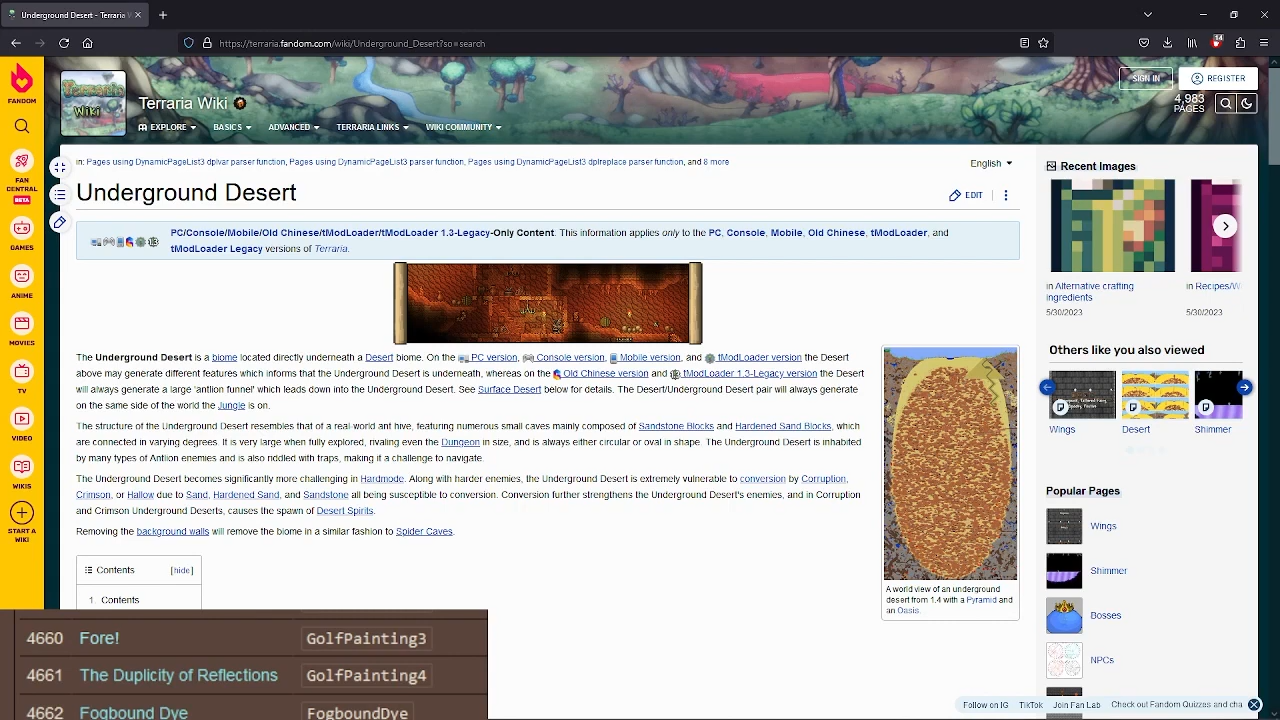 Underground Desert - Terraria W
https://terraria.fandom.com/wiki/Underground_Desert?so=search
14
FANDOM
FAN CENTRAL
BETA
GAMES
ANIME
MOVIES
TV
VIDEO
WIKIS
START A WIKI
Terraria Wiki
Terraria Wiki
SIGN IN
REGISTER
4,983
PAGES
EXPLORE
BASICS
ADVANCED
TERRARIA LINKS
WIKI COMMUNITY
in: Pages using DynamicPageList3 dplvar parser function, Pages using DynamicPageList3 parser function, Pages using DynamicPageList3 dplreplace parser function, and 8 more
English
Underground Desert
EDIT
PC/Console/Mobile/Old Chinese/tModLoader/tModLoader 1.3-Legacy-Only Content. This information applies only to the PC, Console, Mobile, Old Chinese, tModLoader, and
tModLoader Legacy versions of Terraria.
The Underground Desert is a biome located directly underneath a Desert biome. On the PC version, Console version, Mobile version, and tModLoader version the Desert
above may generate different features which inform that the Underground Desert is underneath, whereas on the Old Chinese version and tModLoader 1.3-Legacy version the Desert
will always generate a large 'antlion funnel' which leads down into the Underground Desert. See Surface Desert below for details. The Desert/Underground Desert pair will always generate
on the same side of the world the Jungle is on.
The structure of the Underground Desert resembles that of a real-world ant hive, featuring numerous small caves mainly composed of Sandstone Blocks and Hardened Sand Blocks, which
are connected in varying degrees. It is very large when fully explored, rivaling even the Dungeon in size, and is always either circular or oval in shape. The Underground Desert is inhabited
by many types of Antlion enemies and is also riddled with traps, making it a challenge to navigate.
The Underground Desert becomes significantly more challenging in Hardmode. Along with harder enemies, the Underground Desert is extremely vulnerable to conversion by Corruption,
Crimson, or Hallow due to Sand, Hardened Sand, and Sandstone all being susceptible to conversion. Conversion further strengthens the Underground Desert's enemies, and in Corruption
and Crimson Underground Deserts, causes the spawn of Desert Spirits.
Removing the background walls will remove the biome in a similar fashion to Spider Caves.
Contents [hide]
1. Contents
A world view of an underground
desert from 1.4 with a Pyramid and
an Oasis.
Recent Images
in Alternative crafting
ingredients
5/30/2023
in Recipes/W
5/30/2023
Others like you also viewed
Wings
Desert
Shimmer
Popular Pages
Wings
Shimmer
Bosses
NPCs
4660 Fore! GolfPainting3
4661 The Duplicity of Reflections GolfPainting4
4662 Fogbound Dye FogboundDye
Follow on IG TikTok Join Fan Lab Check out Fandom Quizzes and cha